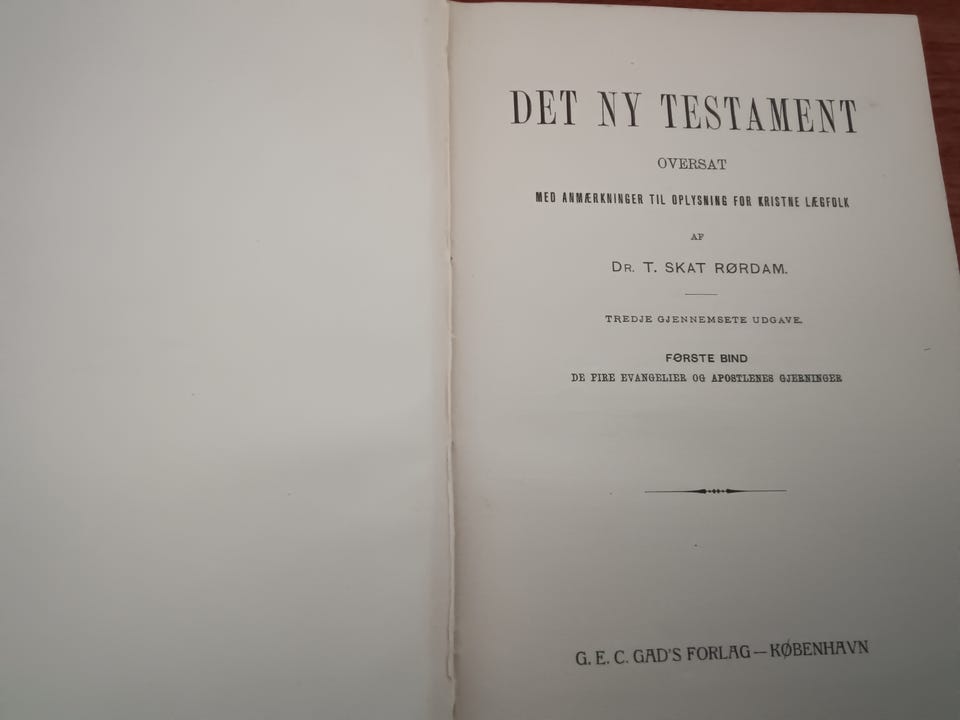 DET NY TESTAMENT
OVERSAT
MED ANMÆRKNINGER TIL OPLYSNING FOR KRISTNE LÆGFOLK
AF
DR. T. SKAT RØRDAM.
TREDJE GJENNEMSETE UDGAVE.
FØRSTE BIND
DE FIRE EVANGELIER OG APOSTLENES GJERNINGER
G. E. C. GAD'S FORLAG — KØBENHAVN